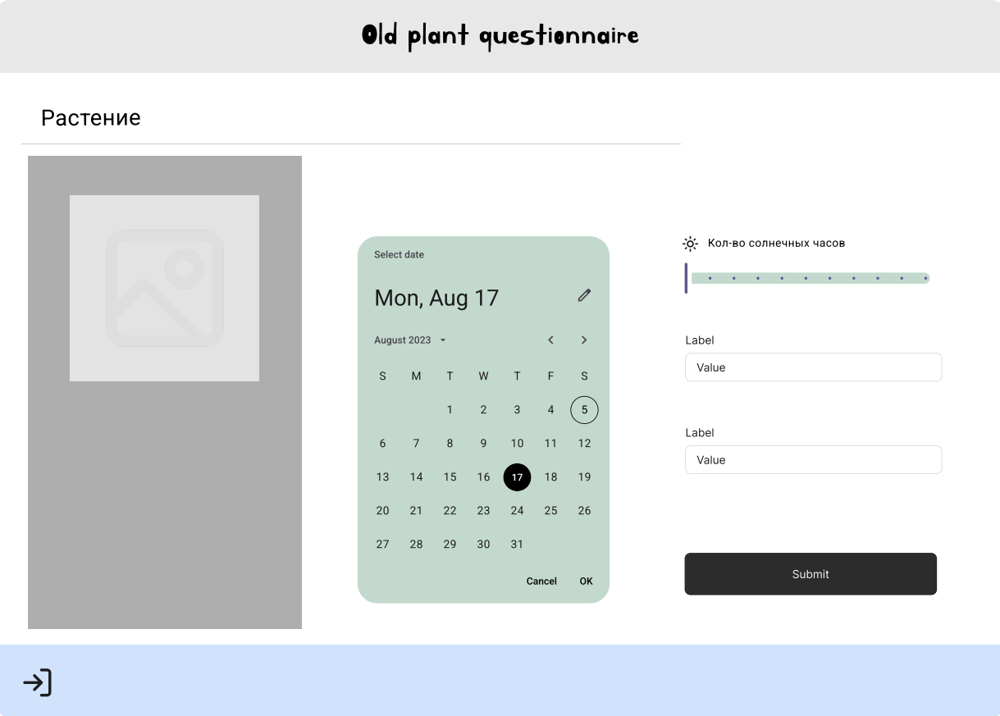 Old plant questionnaire
Растение
Select date
Mon, Aug 17
August 2023
S M T W T F S
1 2 3 4 5
6 7 8 9 10 11 12
13 14 15 16 17 18 19
20 21 22 23 24 25 26
27 28 29 30 31
Cancel OK
Кол-во солнечных часов
Label
Value
Label
Value
Submit